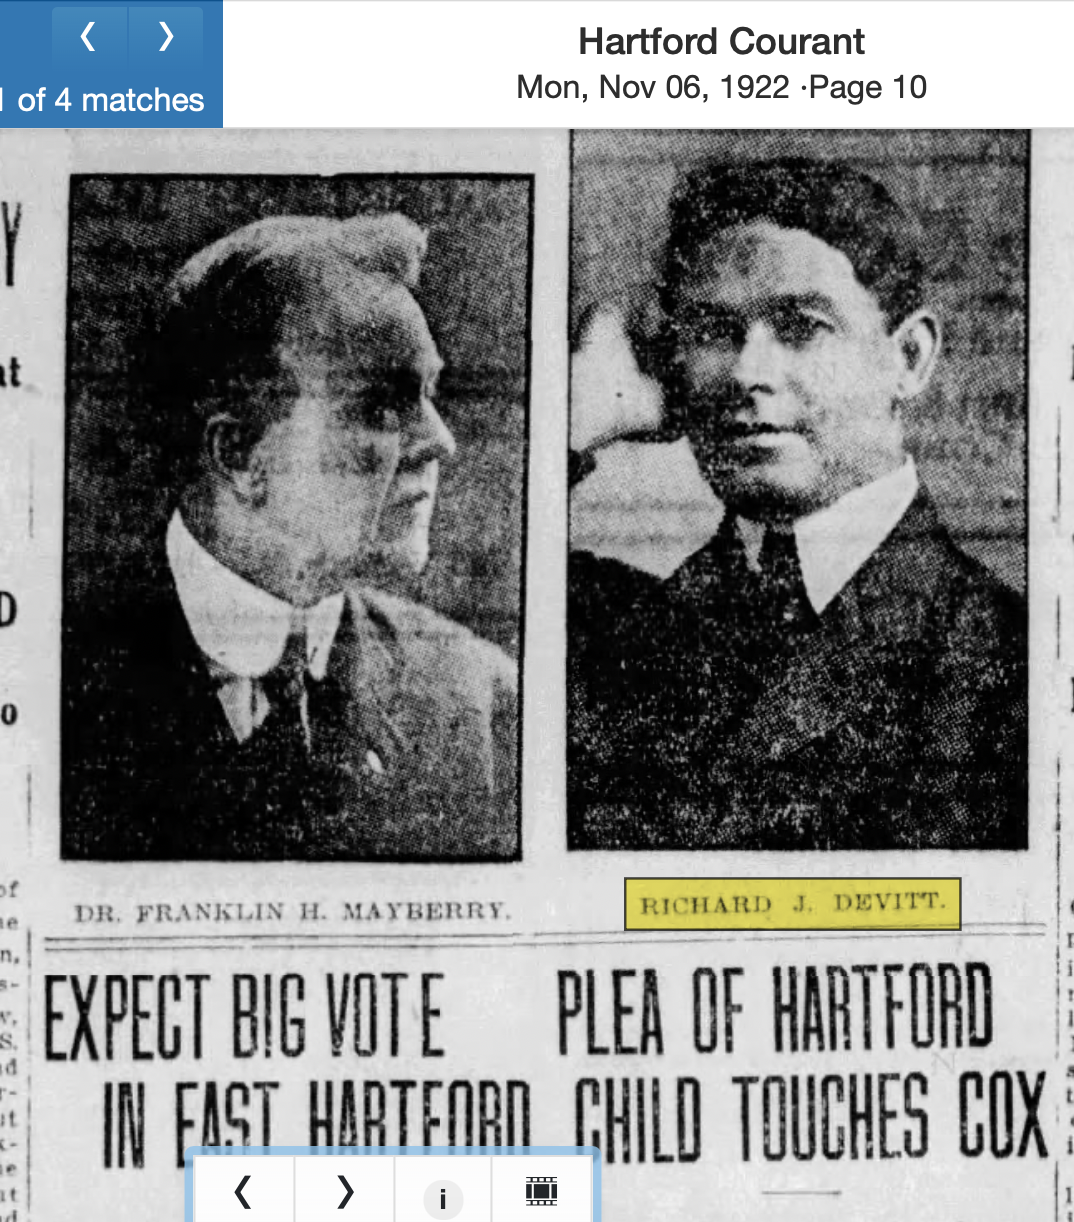 of 4 matches
Hartford Courant
Mon, Nov 06, 1922 ·Page 10
DR. FRANKLIN H. MAYBERRY.
RICHARD J. DEVITT.
EXPECT BIG VOTE
IN EAST HARTFORD
PLEA OF HARTFORD
CHILD TOUCHES COX